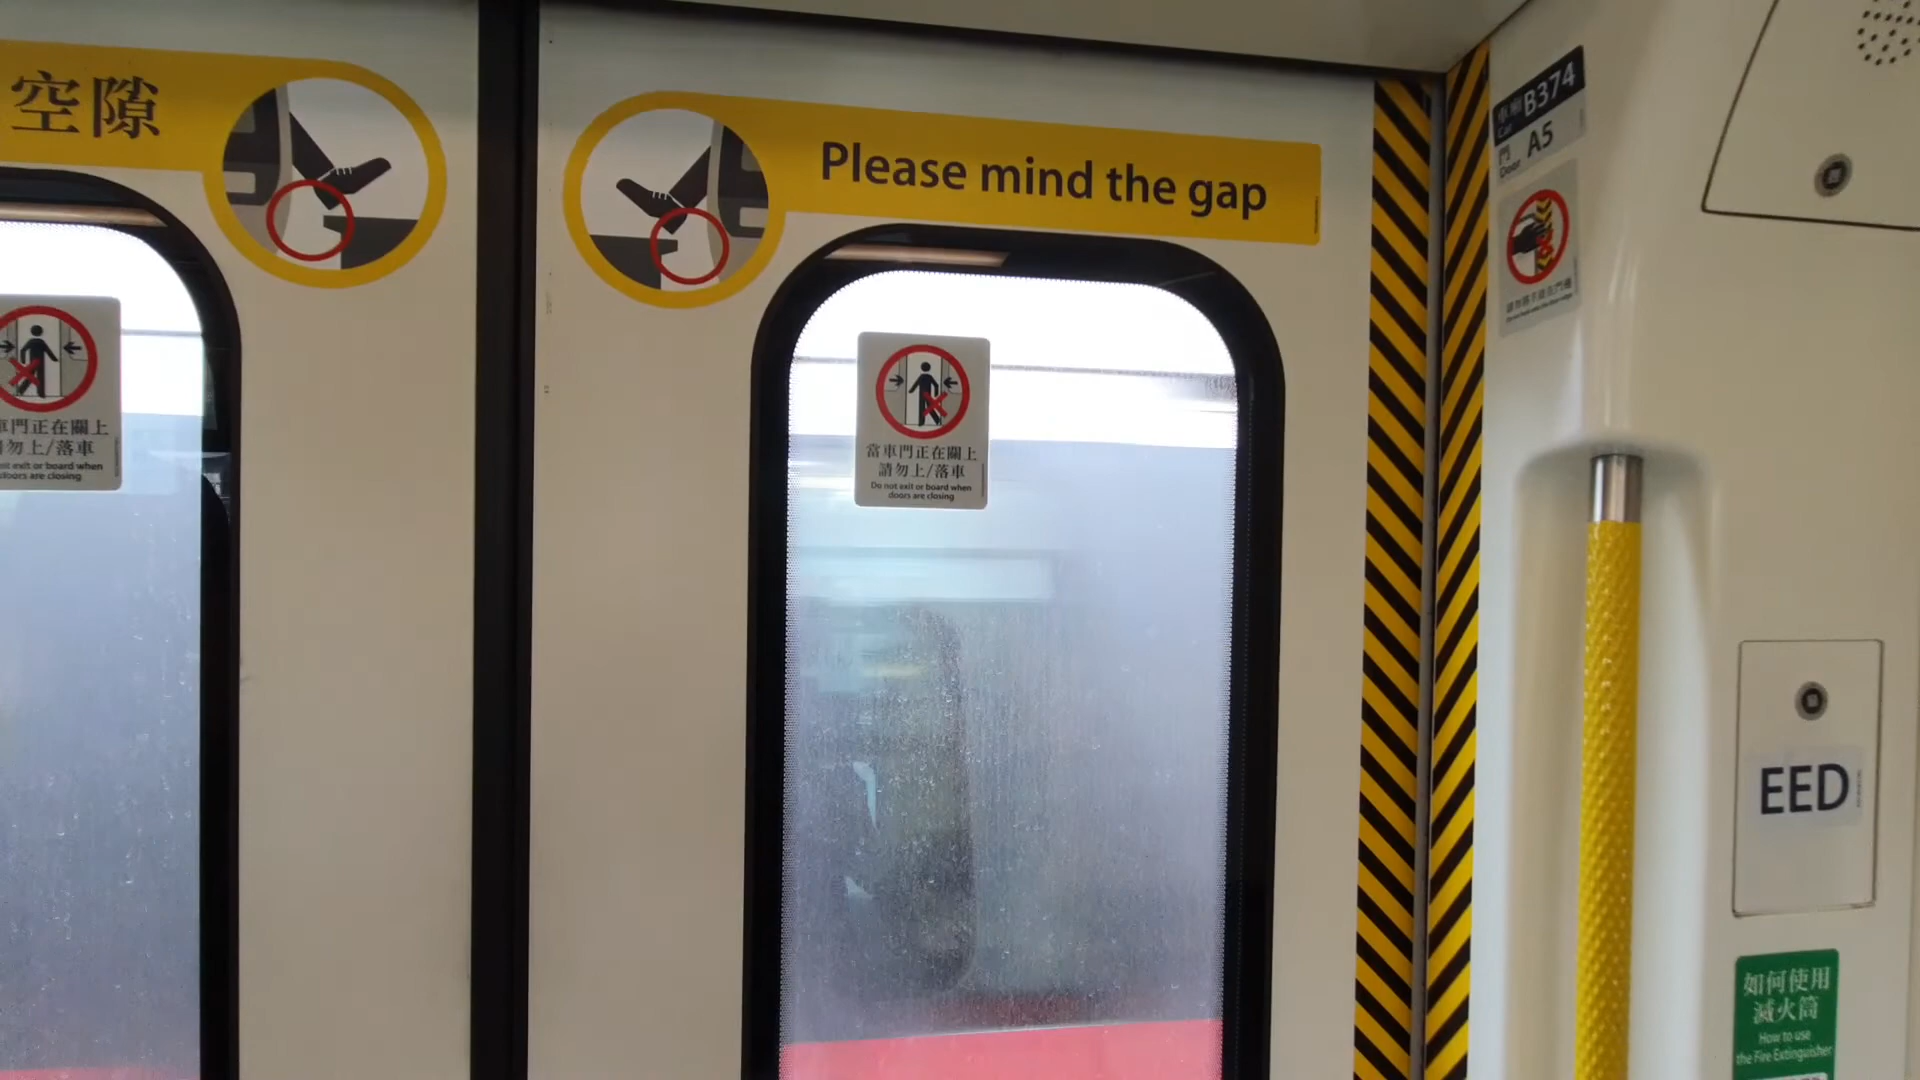 空隙
Please mind the gap
車廂 B374
Car
門 A5
Door
車門正在關上
請勿上/落車
not exit or board when
doors are closing
當車門正在關上
請勿上/落車
Do not exit or board when
doors are closing
EED
如何使用
滅火筒
How to use
the Fire Extinguisher